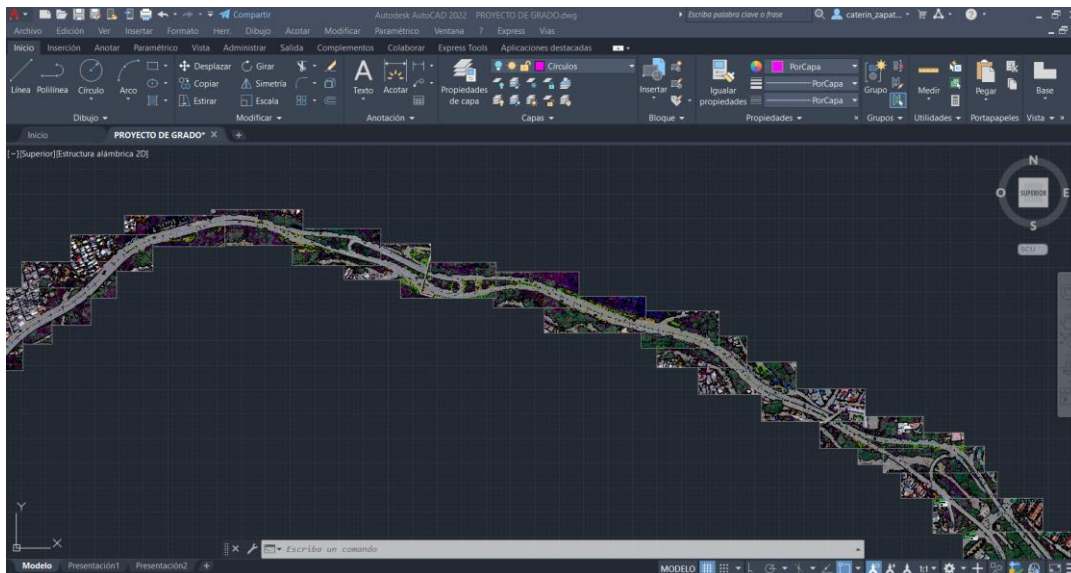 Compartir
Autodesk AutoCAD 2022 PROYECTO DE GRADO.dwg
Escriba palabra clave o frase
caterin_zapat...
Archivo Edición Ver Insertar Formato Herr. Dibujo Acotar Modificar Paramétrico Ventana ? Express Vias
Inicio Inserción Anotar Paramétrico Vista Administrar Salida Complementos Colaborar Express Tools Aplicaciones destacadas
Línea Polilínea Círculo Arco
Desplazar Girar
Copiar Simetría
Estirar Escala
Texto Acotar
Propiedades de capa
Círculos
Insertar
Igualar propiedades
PorCapa
PorCapa
PorCapa
Grupo
Medir
Pegar
Base
Dibujo Modificar Anotación Capas Bloque Propiedades Grupos Utilidades Portapapeles Vista
Inicio PROYECTO DE GRADO* X +
[−][Superior][Estructura alámbrica 2D]
N
O SUPERIOR E
S
SCU
Y
X
Escriba un comando
Modelo Presentación1 Presentación2 +
MODELO 1:1